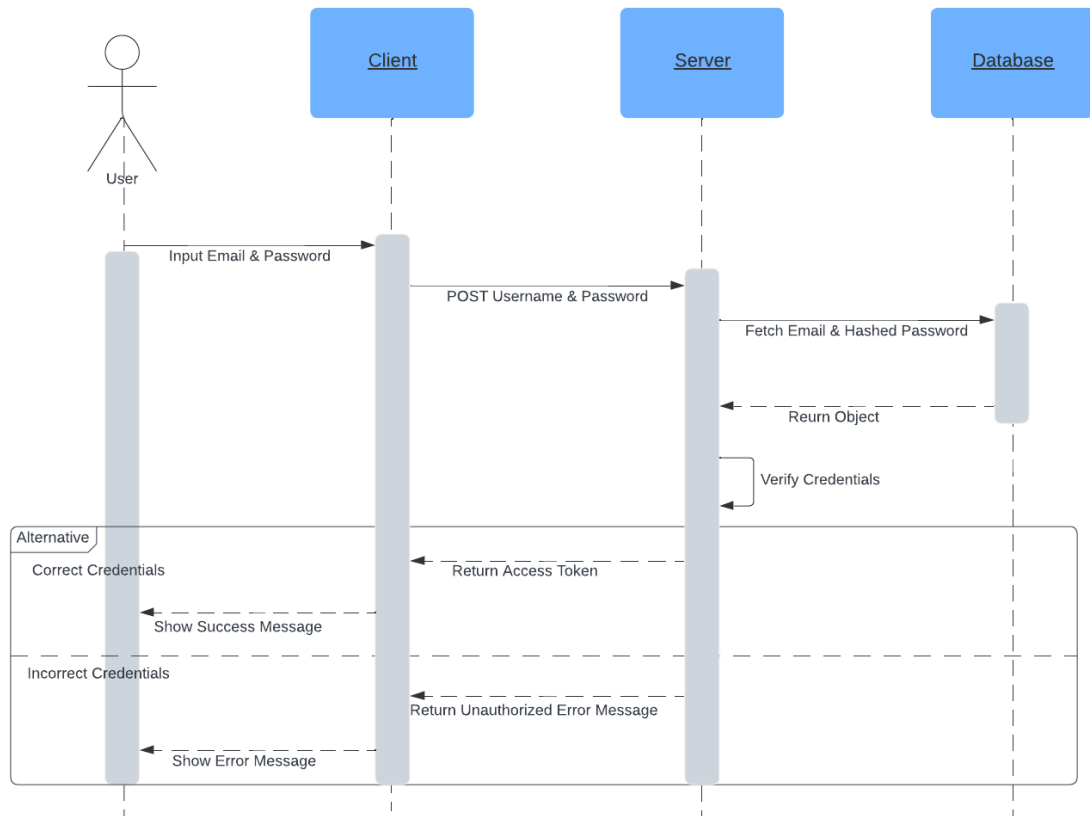 Client
Server
Database
User
Input Email & Password
POST Username & Password
Fetch Email & Hashed Password
Reurn Object
Verify Credentials
Alternative
Correct Credentials
Return Access Token
Show Success Message
Incorrect Credentials
Return Unauthorized Error Message
Show Error Message